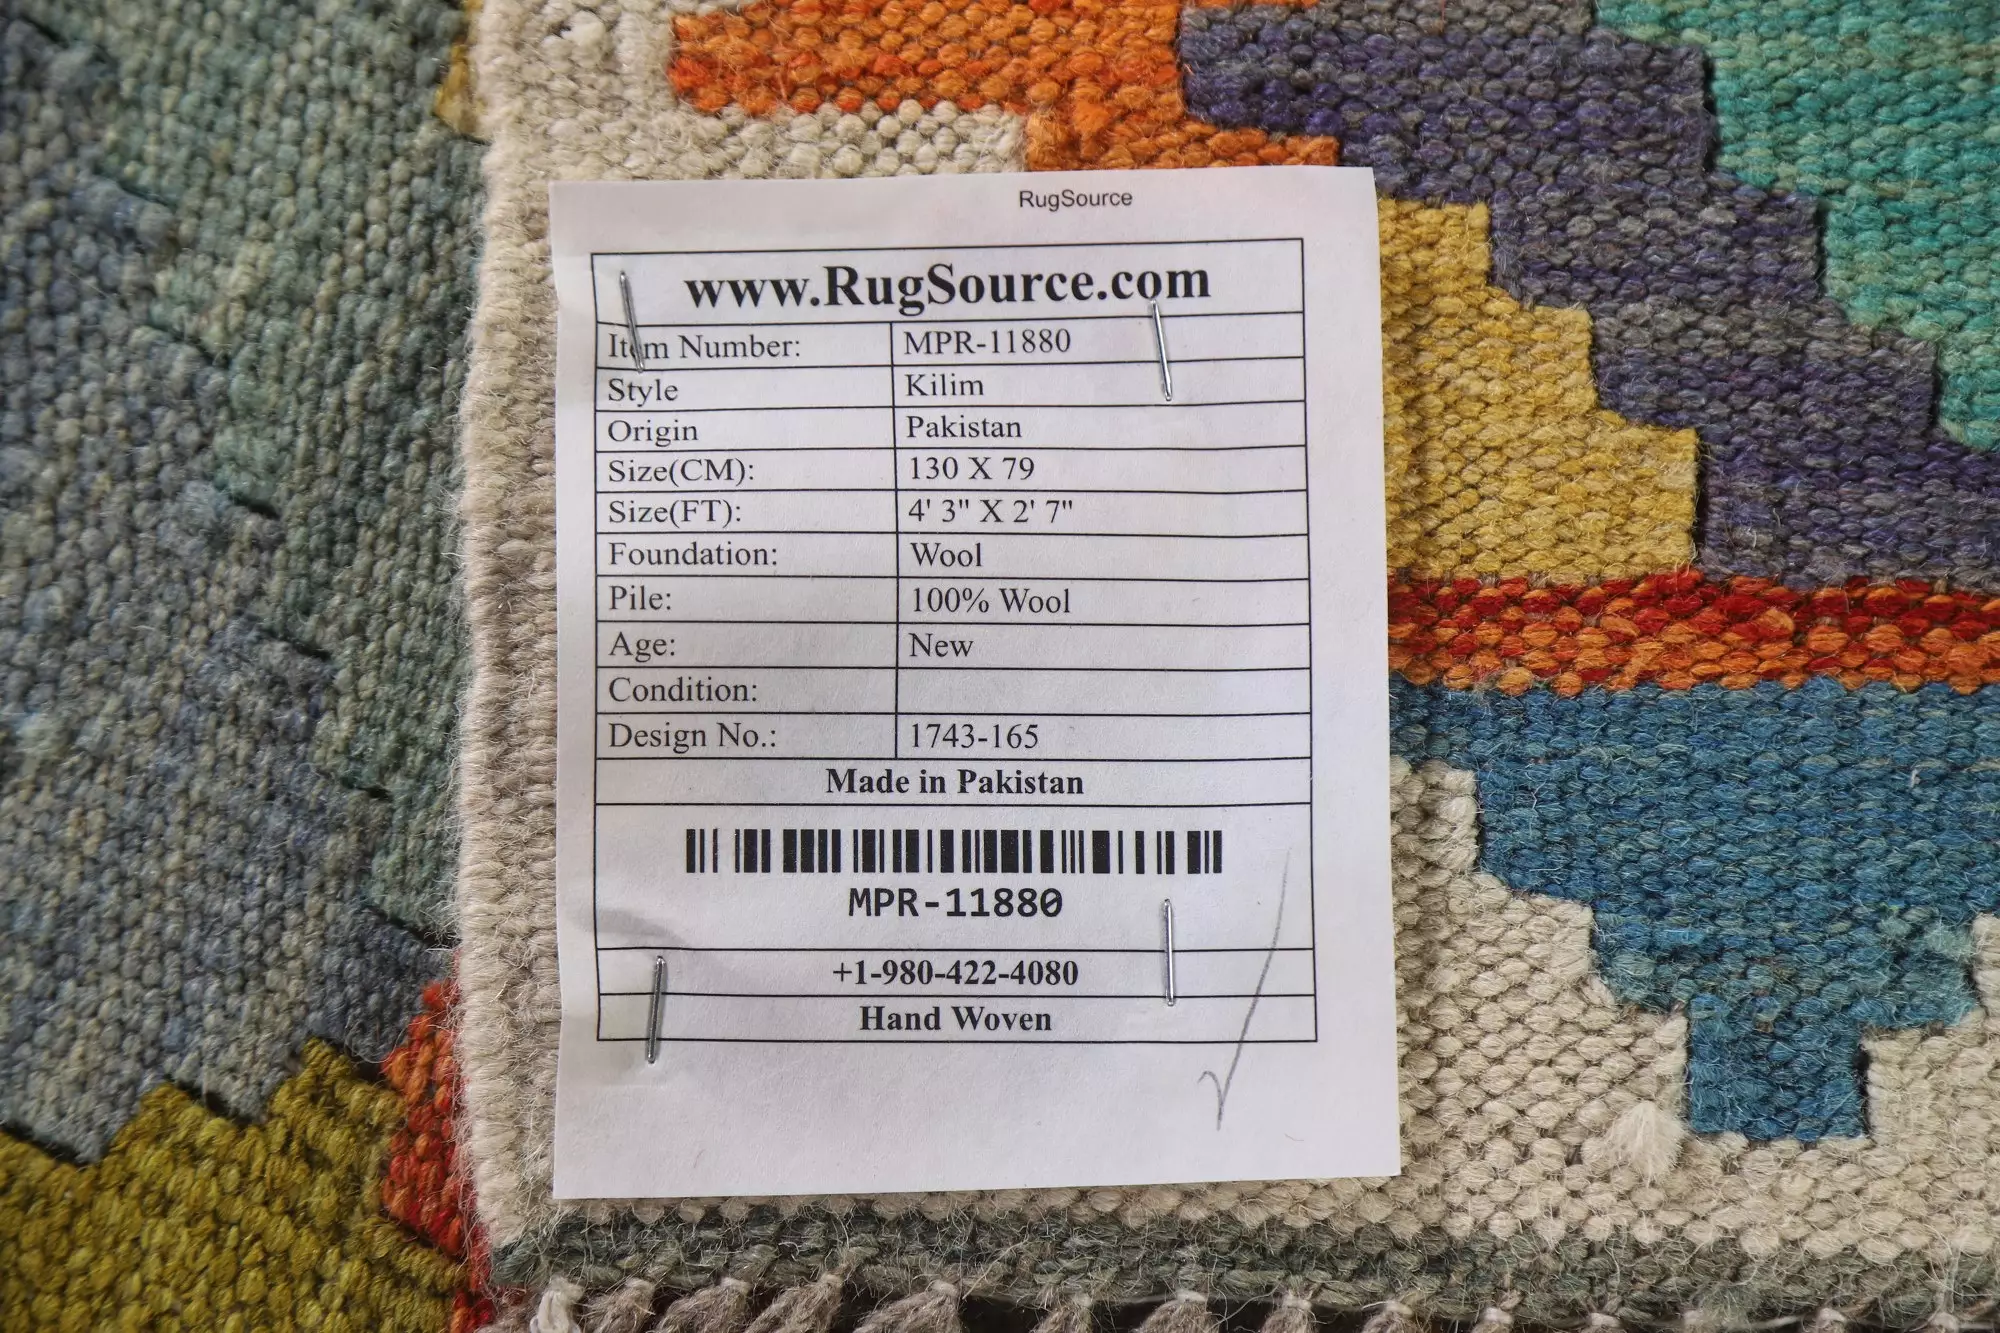 RugSource
www.RugSource.com
Item Number: MPR-11880
Style Kilim
Origin Pakistan
Size(CM): 130 X 79
Size(FT): 4' 3" X 2' 7"
Foundation: Wool
Pile: 100% Wool
Age: New
Condition:
Design No.: 1743-165
Made in Pakistan
MPR-11880
+1-980-422-4080
Hand Woven